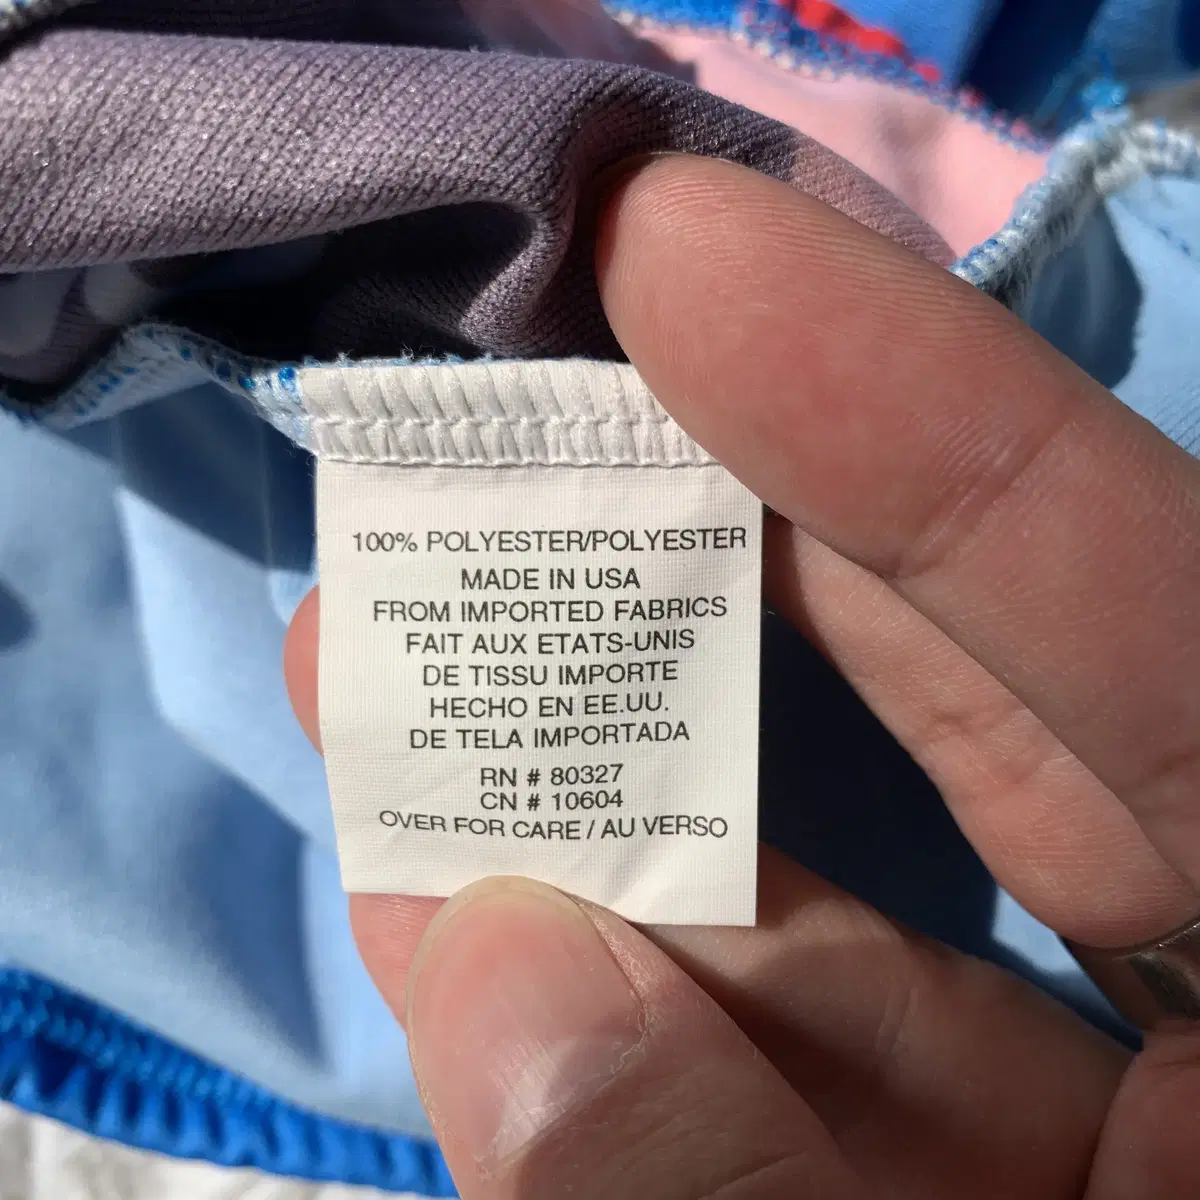 100% POLYESTER/POLYESTER
MADE IN USA
FROM IMPORTED FABRICS
FAIT AUX ETATS-UNIS
DE TISSU IMPORTE
HECHO EN EE.UU.
DE TELA IMPORTADA
RN # 80327
CN # 10604
OVER FOR CARE / AU VERSO